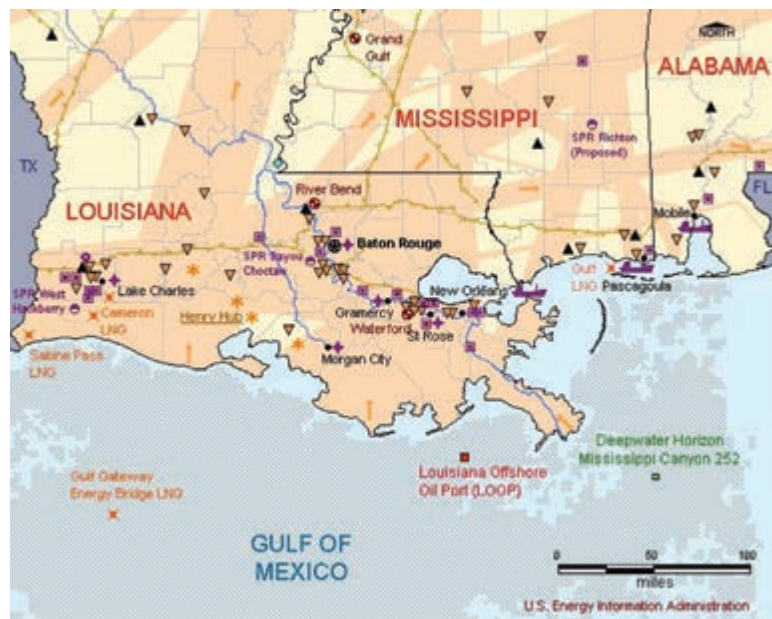 NORTH
Grand
Gulf
ALABAMA
MISSISSIPPI
SPR Richton
(Proposed)
TX
FL
River Bend
LOUISIANA
Mobile
Baton Rouge
SPR Bayou
Choctaw
Gulf
LNG
Pascagoula
SPR West
Hackberry
Lake Charles
New Orleans
Cameron
LNG
Gramercy
Henry Hub
Waterford
St Rose
Sabine Pass
LNG
Morgan City
Deepwater Horizon
Mississippi Canyon 252
Louisiana Offshore
Oil Port (LOOP)
Gulf Gateway
Energy Bridge LNG
GULF OF
MEXICO
0 50 100
miles
U.S. Energy Information Administration